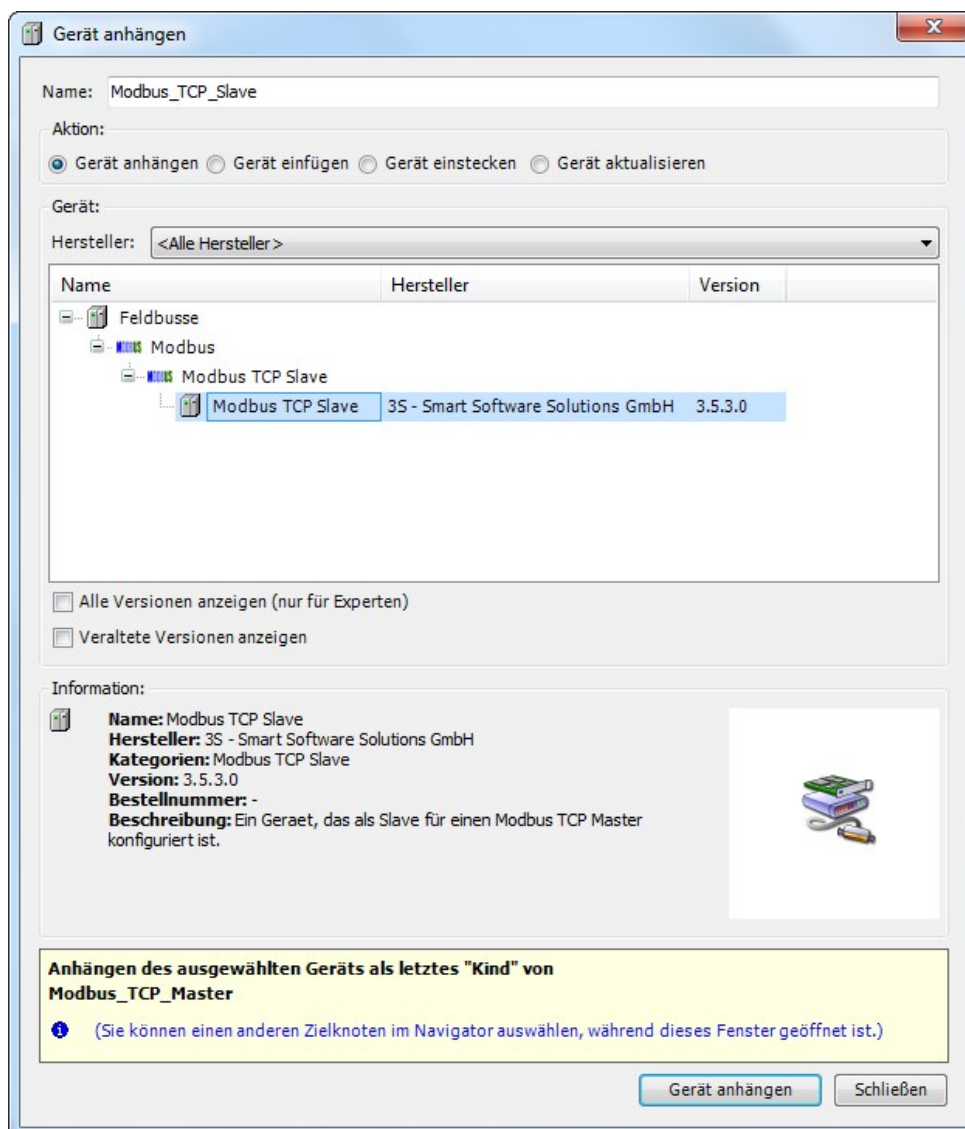 Gerät anhängen
Name: Modbus_TCP_Slave
Aktion:
Gerät anhängen Gerät einfügen Gerät einstecken Gerät aktualisieren
Gerät:
Hersteller: <Alle Hersteller>
Name Hersteller Version
Feldbusse
MODBUS Modbus
MODBUS Modbus TCP Slave
Modbus TCP Slave 3S - Smart Software Solutions GmbH 3.5.3.0
Alle Versionen anzeigen (nur für Experten)
Veraltete Versionen anzeigen
Information:
Name: Modbus TCP Slave
Hersteller: 3S - Smart Software Solutions GmbH
Kategorien: Modbus TCP Slave
Version: 3.5.3.0
Bestellnummer: -
Beschreibung: Ein Geraet, das als Slave für einen Modbus TCP Master
konfiguriert ist.
Anhängen des ausgewählten Geräts als letztes "Kind" von
Modbus_TCP_Master
(Sie können einen anderen Zielknoten im Navigator auswählen, während dieses Fenster geöffnet ist.)
Gerät anhängen Schließen